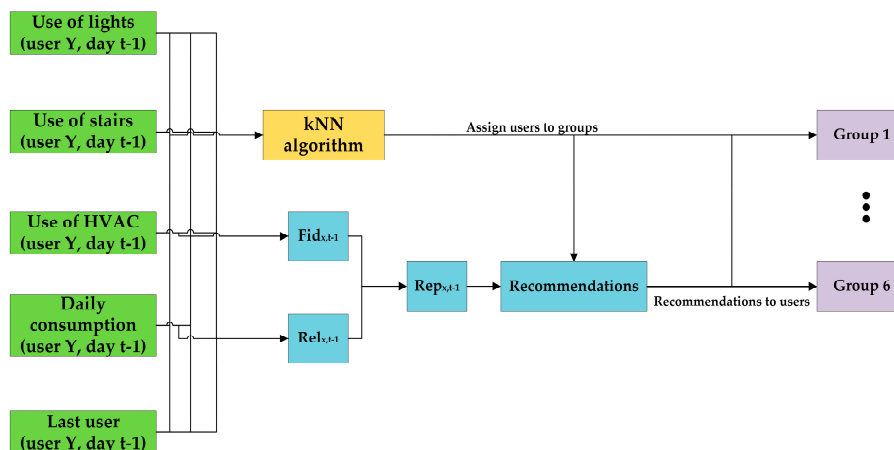 Use of lights
(user Y, day t-1)
Use of stairs
(user Y, day t-1)
kNN
algorithm
Assign users to groups
Group 1
Use of HVAC
(user Y, day t-1)
Fidx,t-1
Daily
consumption
(user Y, day t-1)
Relx,t-1
Repx,t-1
Recommendations
Recommendations to users
Group 6
Last user
(user Y, day t-1)